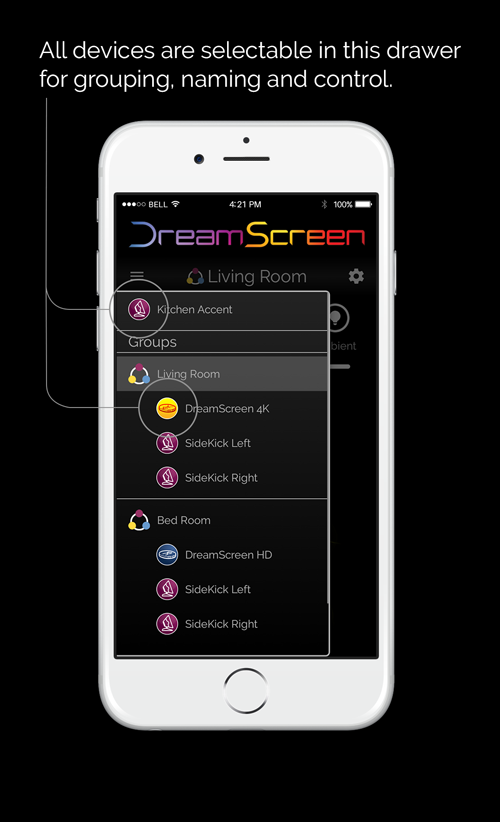 All devices are selectable in this drawer
for grouping, naming and control.
BELL 4:21 PM 100%
DreamScreen
Living Room
Kitchen Accent
bient
Groups
Living Room
DreamScreen 4K
SideKick Left
SideKick Right
Bed Room
DreamScreen HD
SideKick Left
SideKick Right